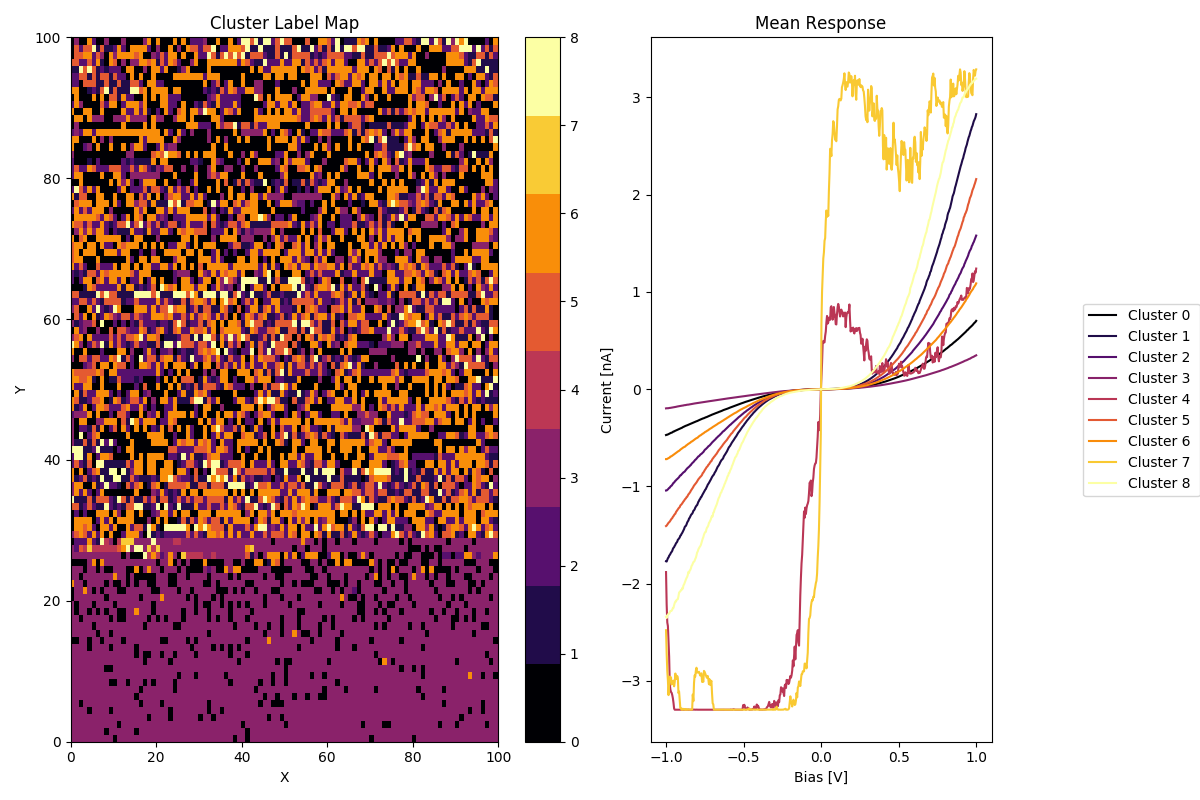 Cluster Label Map
100
80
60
40
20
0
Y
0
20
40
60
80
100
X
8
7
6
5
4
3
2
1
0
Mean Response
3
2
1
0
−1
−2
−3
Current [nA]
−1.0
−0.5
0.0
0.5
1.0
Bias [V]
Cluster 0
Cluster 1
Cluster 2
Cluster 3
Cluster 4
Cluster 5
Cluster 6
Cluster 7
Cluster 8